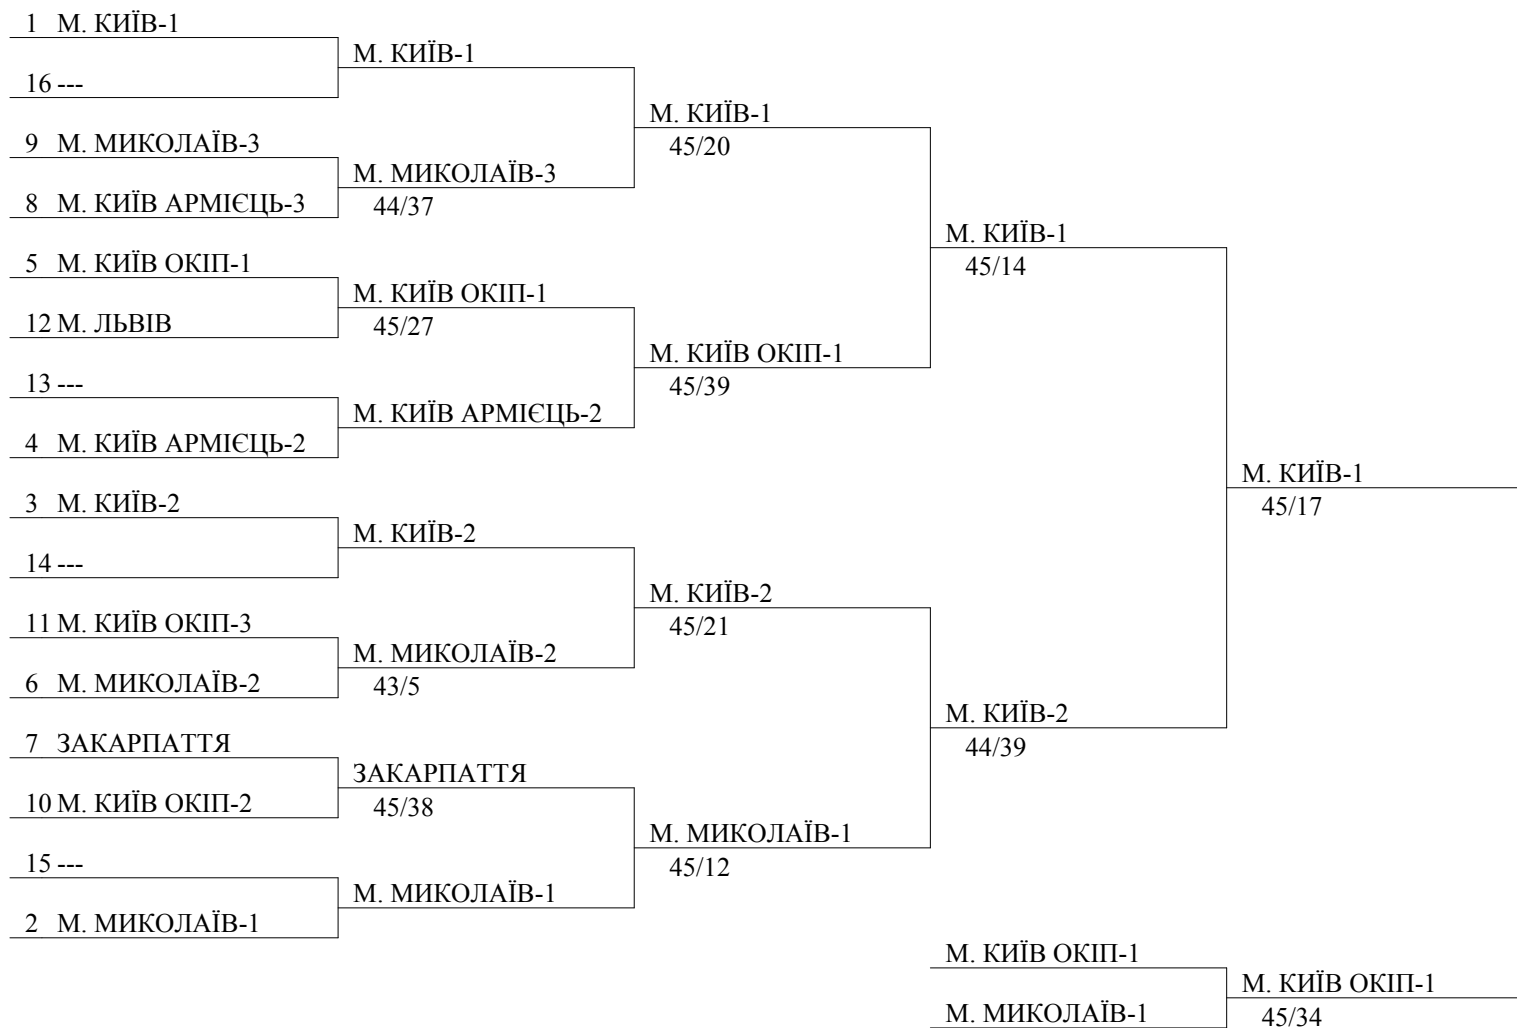 1 М. КИЇВ-1
16 ---
9 М. МИКОЛАЇВ-3
8 М. КИЇВ АРМІЄЦЬ-3
5 М. КИЇВ ОКІП-1
12 М. ЛЬВІВ
13 ---
4 М. КИЇВ АРМІЄЦЬ-2
3 М. КИЇВ-2
14 ---
11 М. КИЇВ ОКІП-3
6 М. МИКОЛАЇВ-2
7 ЗАКАРПАТТЯ
10 М. КИЇВ ОКІП-2
15 ---
2 М. МИКОЛАЇВ-1
М. КИЇВ-1
М. МИКОЛАЇВ-3
44/37
М. КИЇВ ОКІП-1
45/27
М. КИЇВ АРМІЄЦЬ-2
М. КИЇВ-2
М. МИКОЛАЇВ-2
43/5
ЗАКАРПАТТЯ
45/38
М. МИКОЛАЇВ-1
М. КИЇВ-1
45/20
М. КИЇВ ОКІП-1
45/39
М. КИЇВ-2
45/21
М. МИКОЛАЇВ-1
45/12
М. КИЇВ-1
45/14
М. КИЇВ-2
44/39
М. КИЇВ-1
45/17
М. КИЇВ ОКІП-1
М. МИКОЛАЇВ-1
М. КИЇВ ОКІП-1
45/34